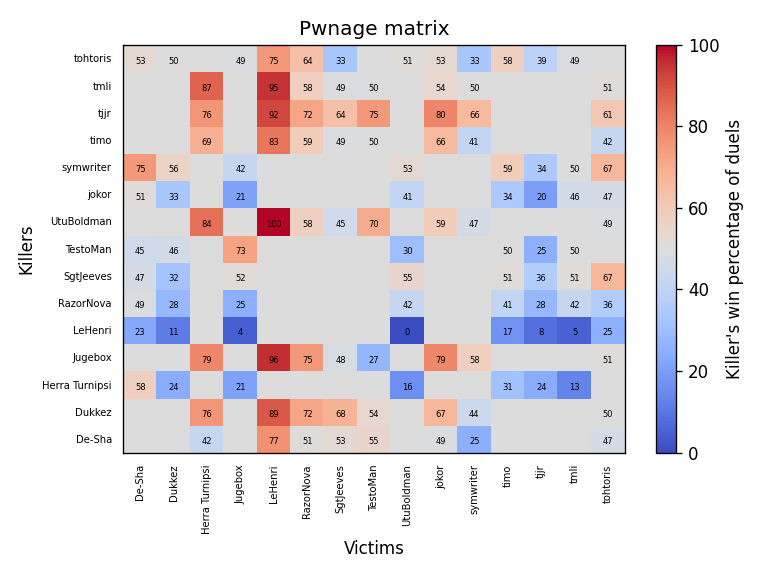 Pwnage matrix
Killers
tohtoris 53 50 49 75 64 33 51 53 33 58 39 49
tmli 87 95 58 49 50 54 50 51
tjjr 76 92 72 64 75 80 66 61
timo 69 83 59 49 50 66 41 42
symwriter 75 56 42 53 59 34 50 67
jokor 51 33 21 41 34 20 46 47
UtuBoldman 84 100 58 45 70 59 47 49
TestoMan 45 46 73 30 50 25 50
SgtJeeves 47 32 52 55 51 36 51 67
RazorNova 49 28 25 42 41 28 42 36
LeHenri 23 11 4 0 17 8 5 25
Jugebox 79 96 75 48 27 79 58 51
Herra Turnipsi 58 24 21 16 31 24 13
Dukkez 76 89 72 68 54 67 44 50
De-Sha 42 77 51 53 55 49 25 47
De-Sha Dukkez Herra Turnipsi Jugebox LeHenri RazorNova SgtJeeves TestoMan UtuBoldman jokor symwriter timo tjjr tmli tohtoris
Victims
100
80
60
40
20
0
Killer's win percentage of duels